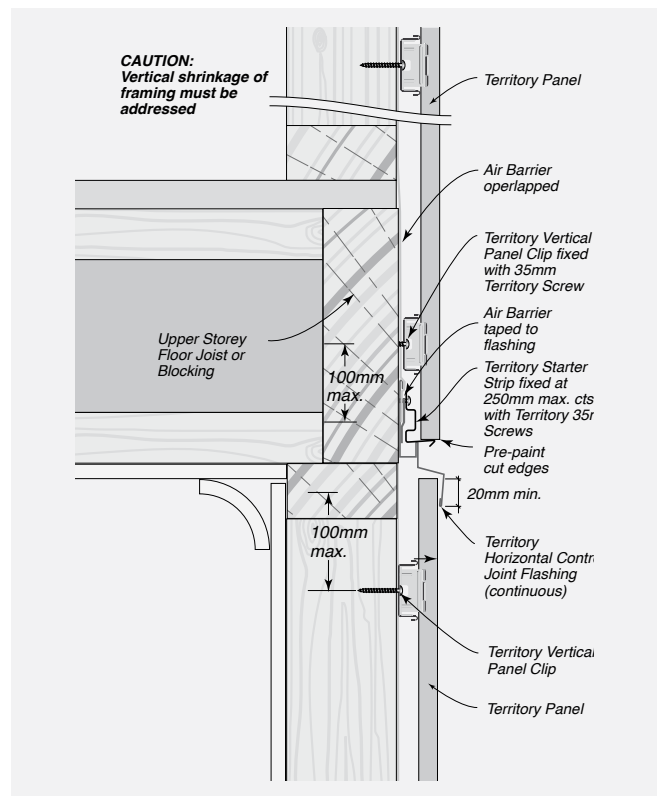 CAUTION:
Vertical shrinkage of
framing must be
addressed
Territory Panel
Air Barrier
operlapped
Territory Vertical
Panel Clip fixed
with 35mm
Territory Screw
Air Barrier
taped to
flashing
Upper Storey
Floor Joist or
Blocking
100mm
max.
Territory Starter
Strip fixed at
250mm max. cts
with Territory 35
Screws
Pre-paint
cut edges
20mm min.
100mm
max.
Territory
Horizontal Contr
Joint Flashing
(continuous)
Territory Vertical
Panel Clip
Territory Panel